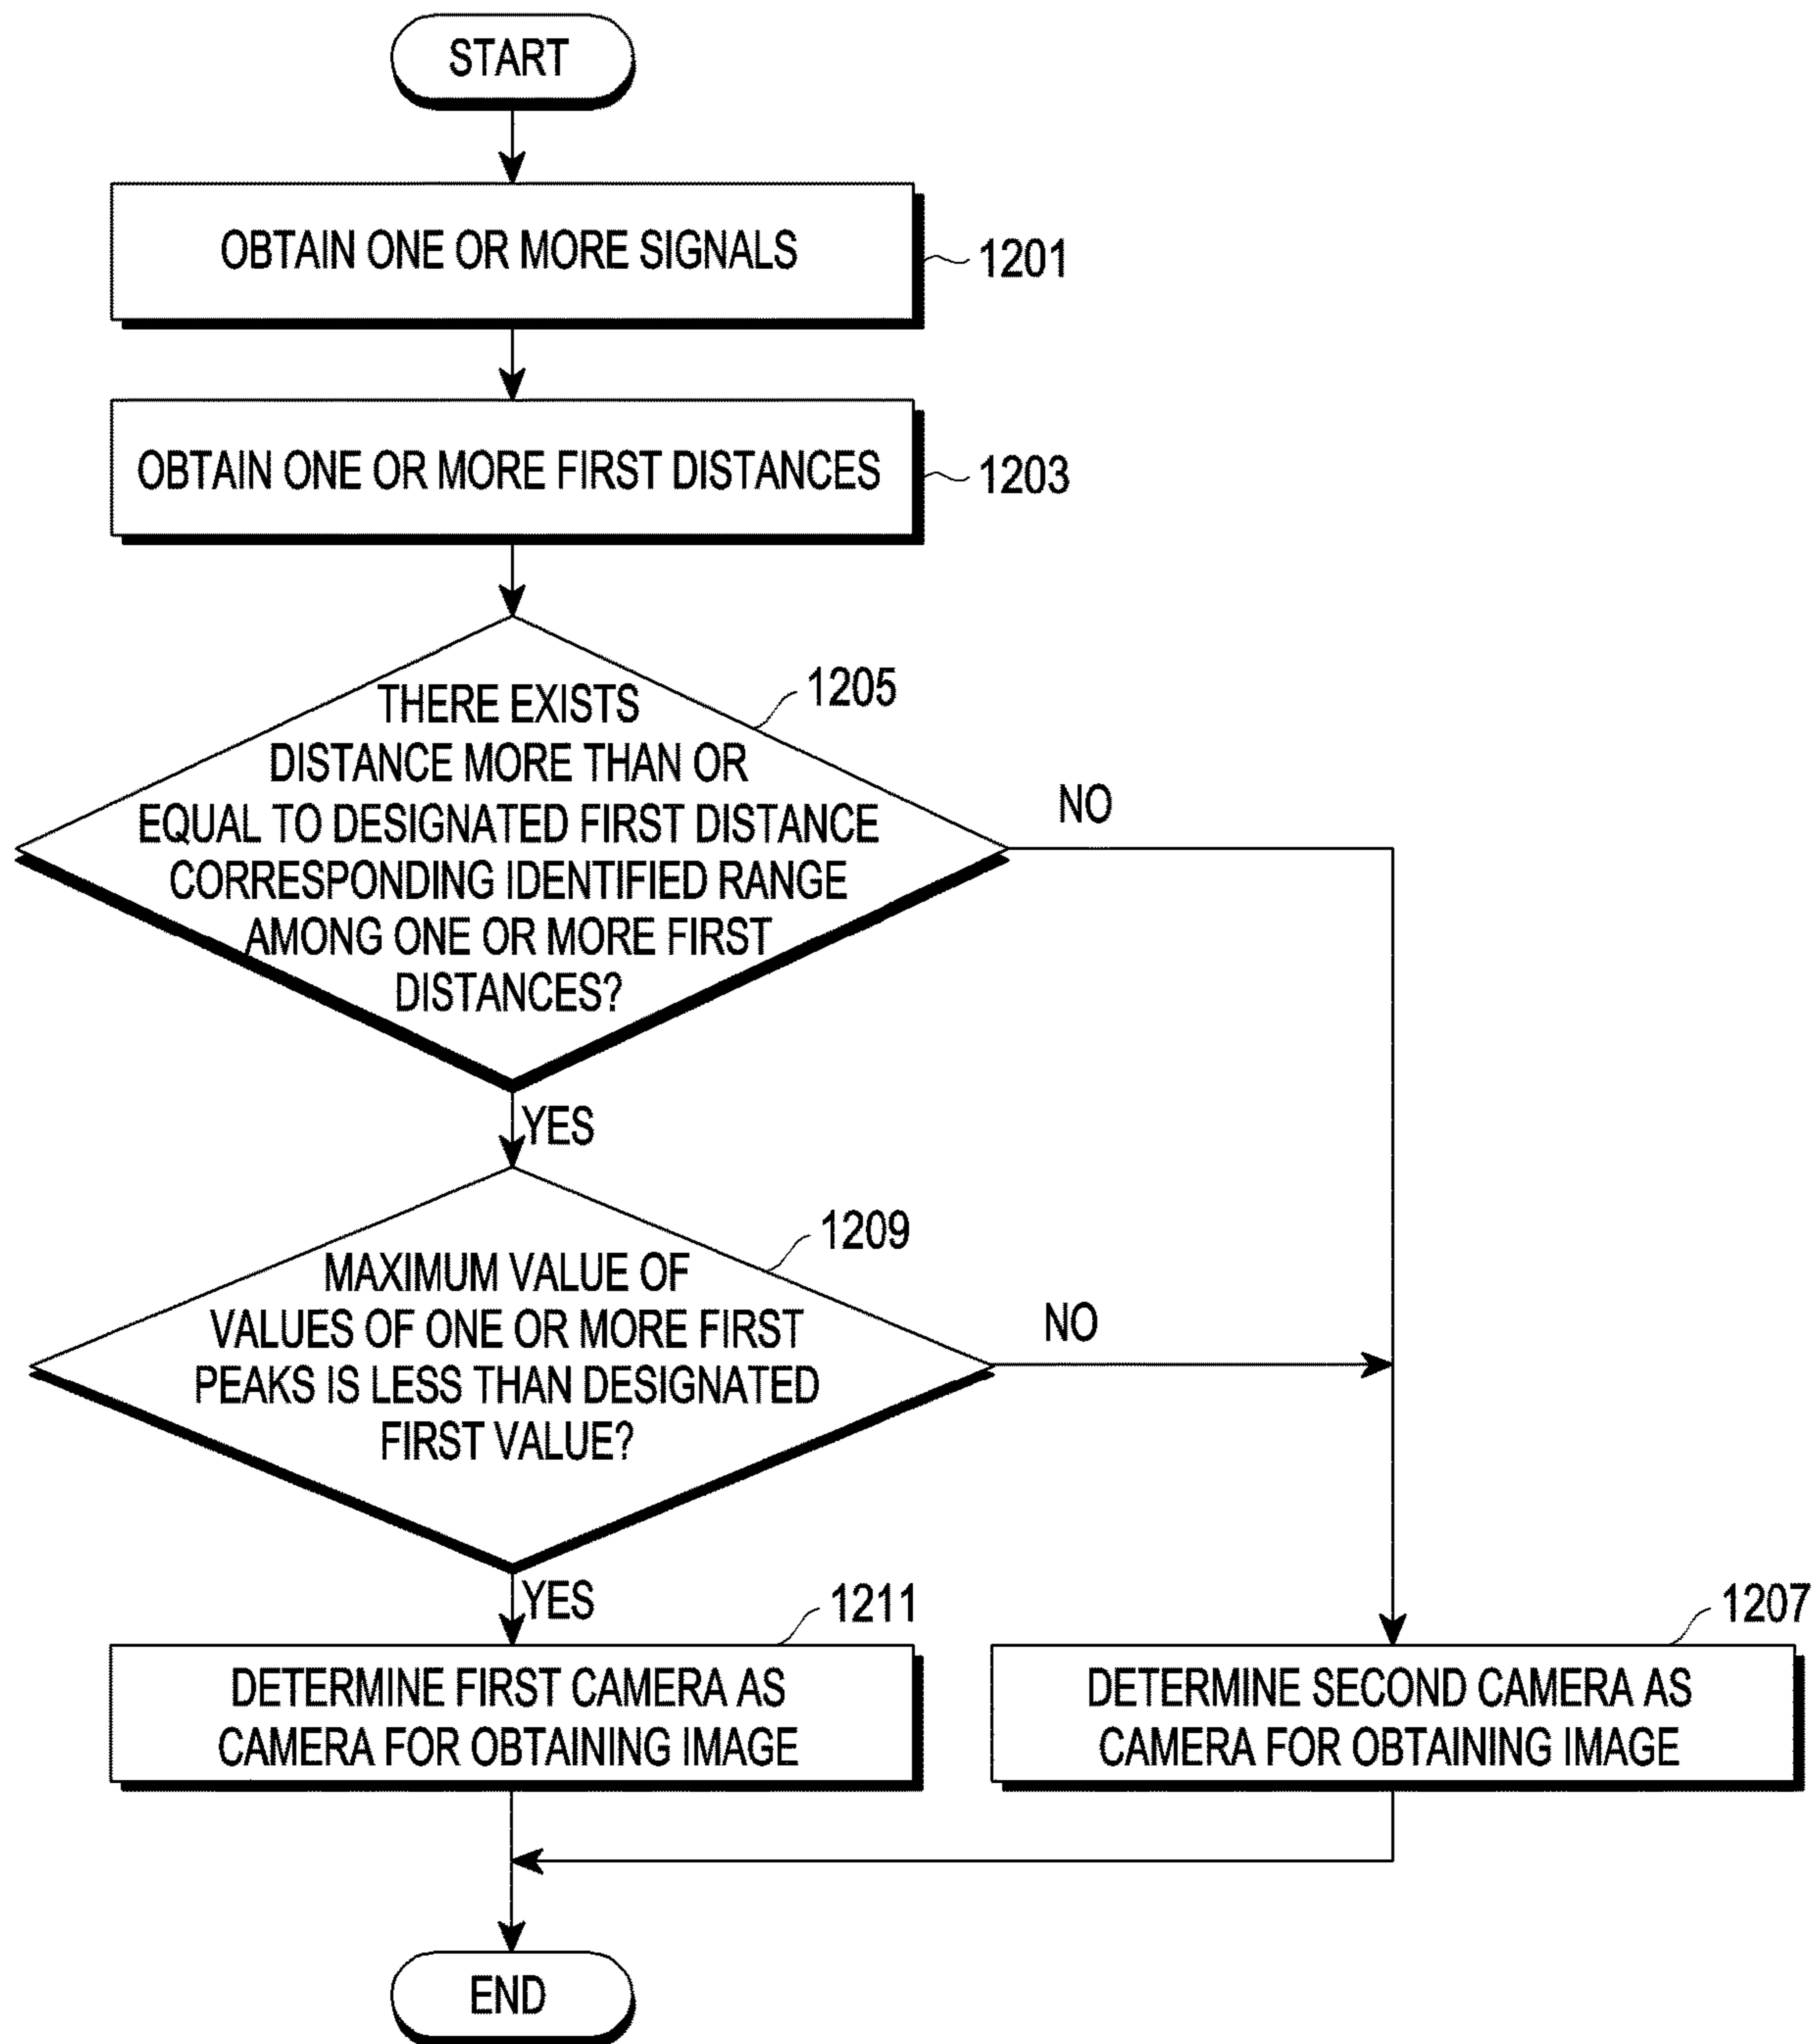 START
OBTAIN ONE OR MORE SIGNALS
1201
OBTAIN ONE OR MORE FIRST DISTANCES
1203
1205
THERE EXISTS
DISTANCE MORE THAN OR
EQUAL TO DESIGNATED FIRST DISTANCE
CORRESPONDING IDENTIFIED RANGE
AMONG ONE OR MORE FIRST
DISTANCES?
NO
YES
1209
MAXIMUM VALUE OF
VALUES OF ONE OR MORE FIRST
PEAKS IS LESS THAN DESIGNATED
FIRST VALUE?
NO
YES
1211
DETERMINE FIRST CAMERA AS
CAMERA FOR OBTAINING IMAGE
1207
DETERMINE SECOND CAMERA AS
CAMERA FOR OBTAINING IMAGE
END